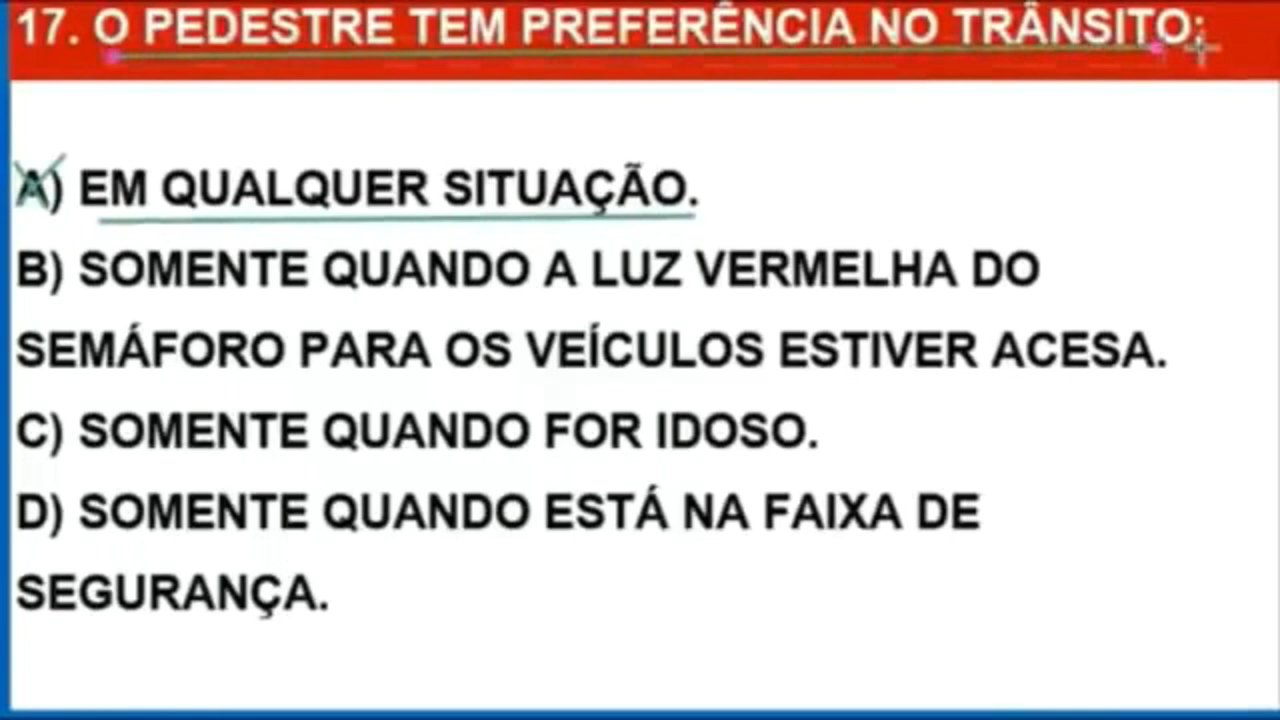 17. O PEDESTRE TEM PREFERÊNCIA NO TRÂNSITO:
A) EM QUALQUER SITUAÇÃO.
B) SOMENTE QUANDO A LUZ VERMELHA DO
SEMÁFORO PARA OS VEÍCULOS ESTIVER ACESA.
C) SOMENTE QUANDO FOR IDOSO.
D) SOMENTE QUANDO ESTÁ NA FAIXA DE
SEGURANÇA.